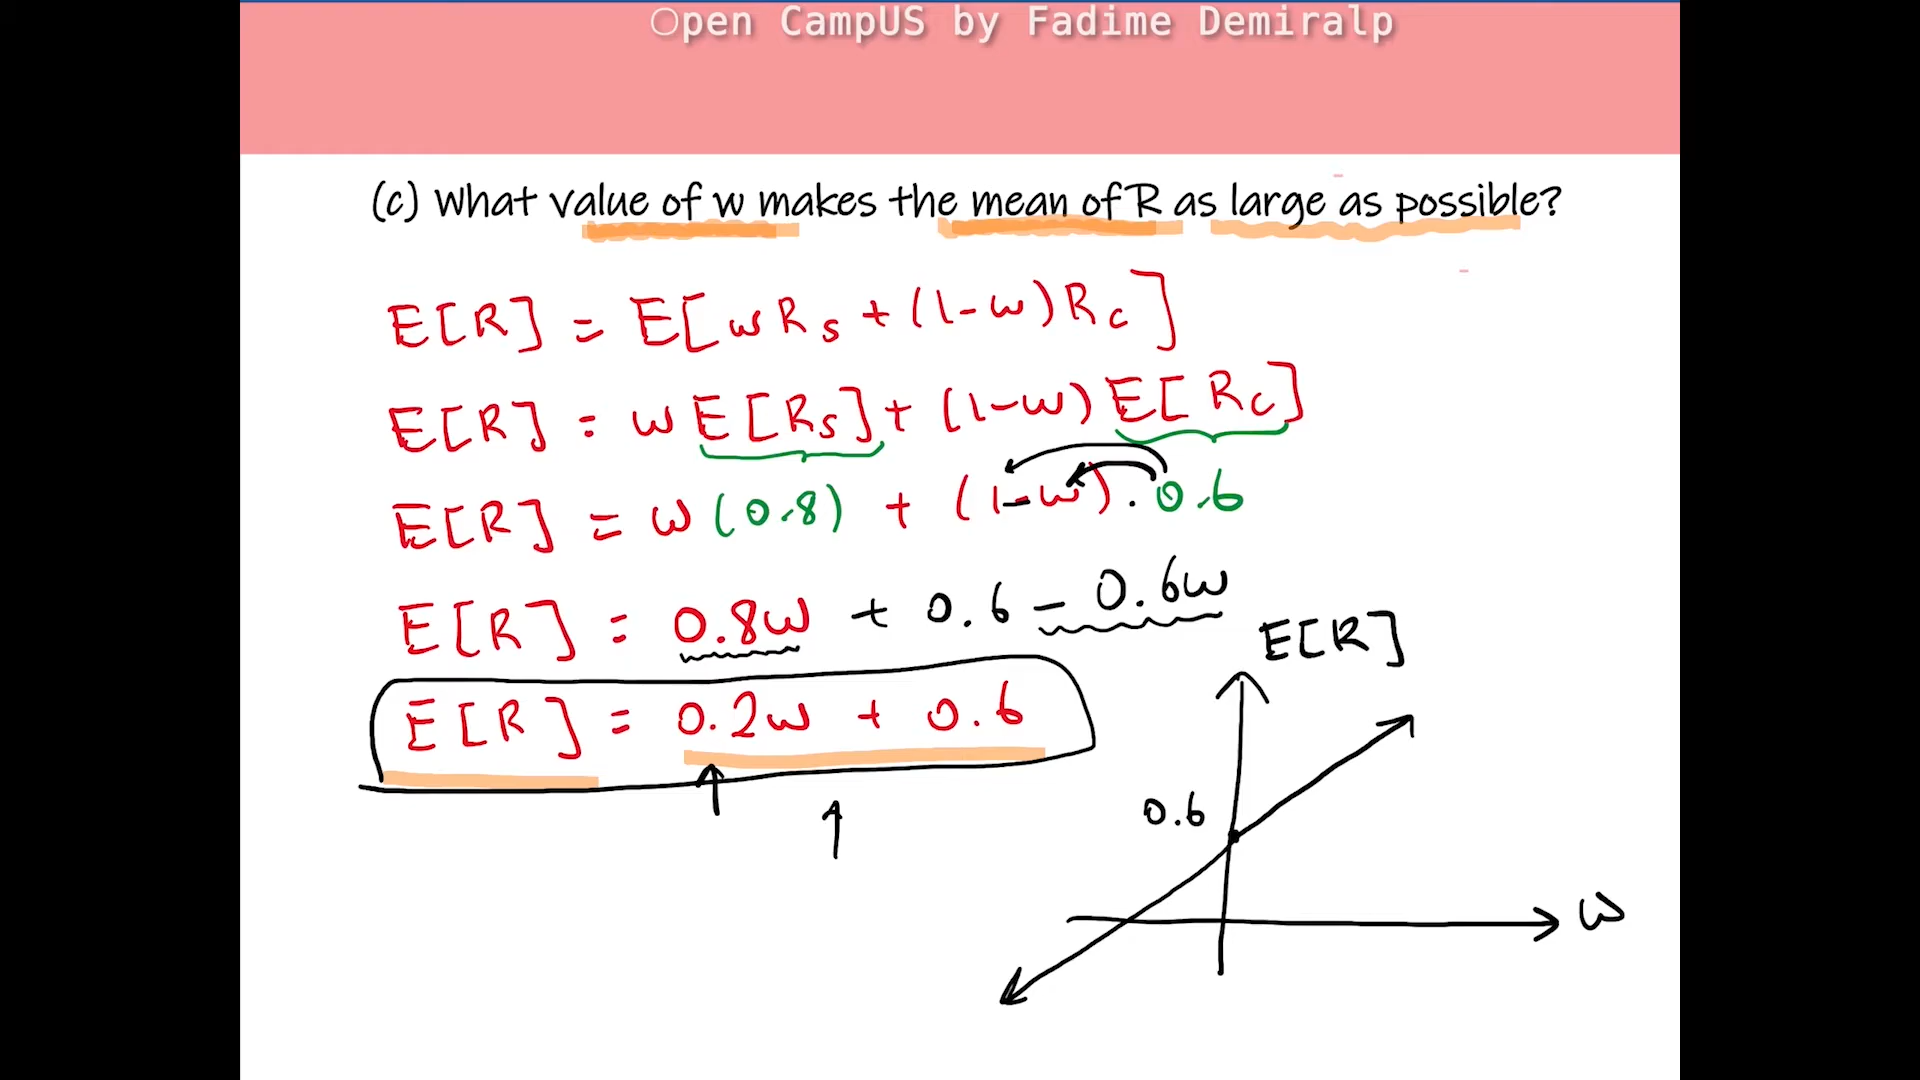 Open CampUS by Fadime Demiralp
(c) What value of w makes the mean of R as large as possible?
E[R] = E[wRs + (1-w)Rc]
E[R] = wE[Rs] + (1-w)E[Rc]
E[R] = w(0.8) + (1-w).0.6
E[R] = 0.8w + 0.6 - 0.6w
E[R] = 0.2w + 0.6
E[R]
0.6
w